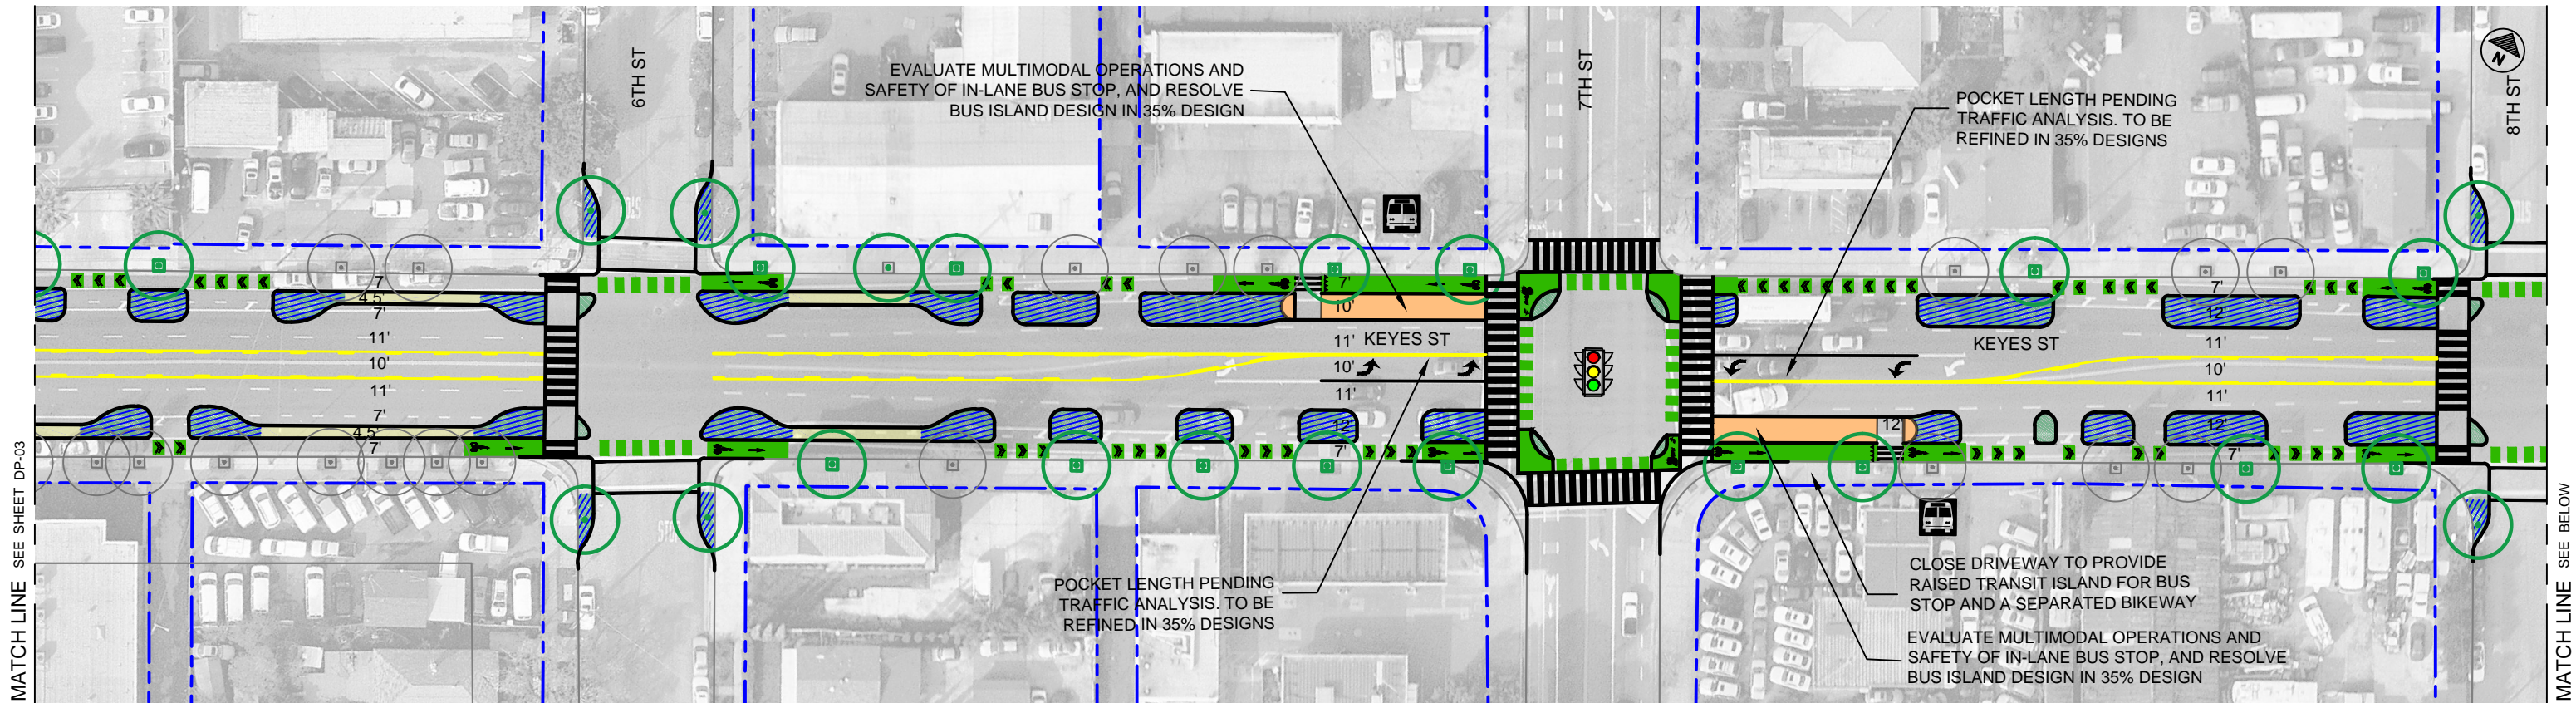 6TH ST
7TH ST
8TH ST
N
EVALUATE MULTIMODAL OPERATIONS AND
SAFETY OF IN-LANE BUS STOP, AND RESOLVE
BUS ISLAND DESIGN IN 35% DESIGN
POCKET LENGTH PENDING
TRAFFIC ANALYSIS. TO BE
REFINED IN 35% DESIGNS
7'
4.5'
7'
11'
10'
11'
7'
4.5'
7'
7'
10'
11'
KEYES ST
10'
11'
12'
7'
KEYES ST
7'
12'
11'
10'
11'
12'
12'
7'
POCKET LENGTH PENDING
TRAFFIC ANALYSIS. TO BE
REFINED IN 35% DESIGNS
CLOSE DRIVEWAY TO PROVIDE
RAISED TRANSIT ISLAND FOR BUS
STOP AND A SEPARATED BIKEWAY
EVALUATE MULTIMODAL OPERATIONS AND
SAFETY OF IN-LANE BUS STOP, AND RESOLVE
BUS ISLAND DESIGN IN 35% DESIGN
MATCH LINE SEE SHEET DP-03
MATCH LINE SEE BELOW